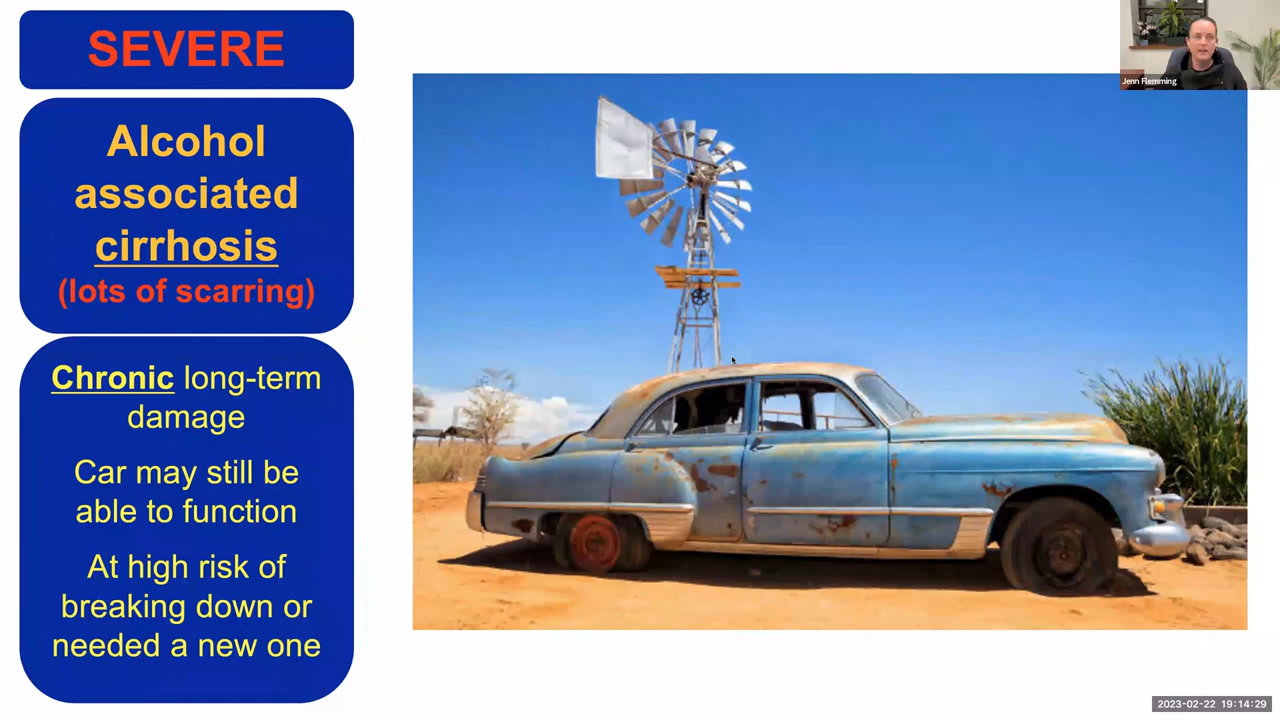 SEVERE
Alcohol
associated
cirrhosis
(lots of scarring)
Chronic long-term
damage
Car may still be
able to function
At high risk of
breaking down or
needed a new one
Jenn Flemming
2023-02-22 19:14:29